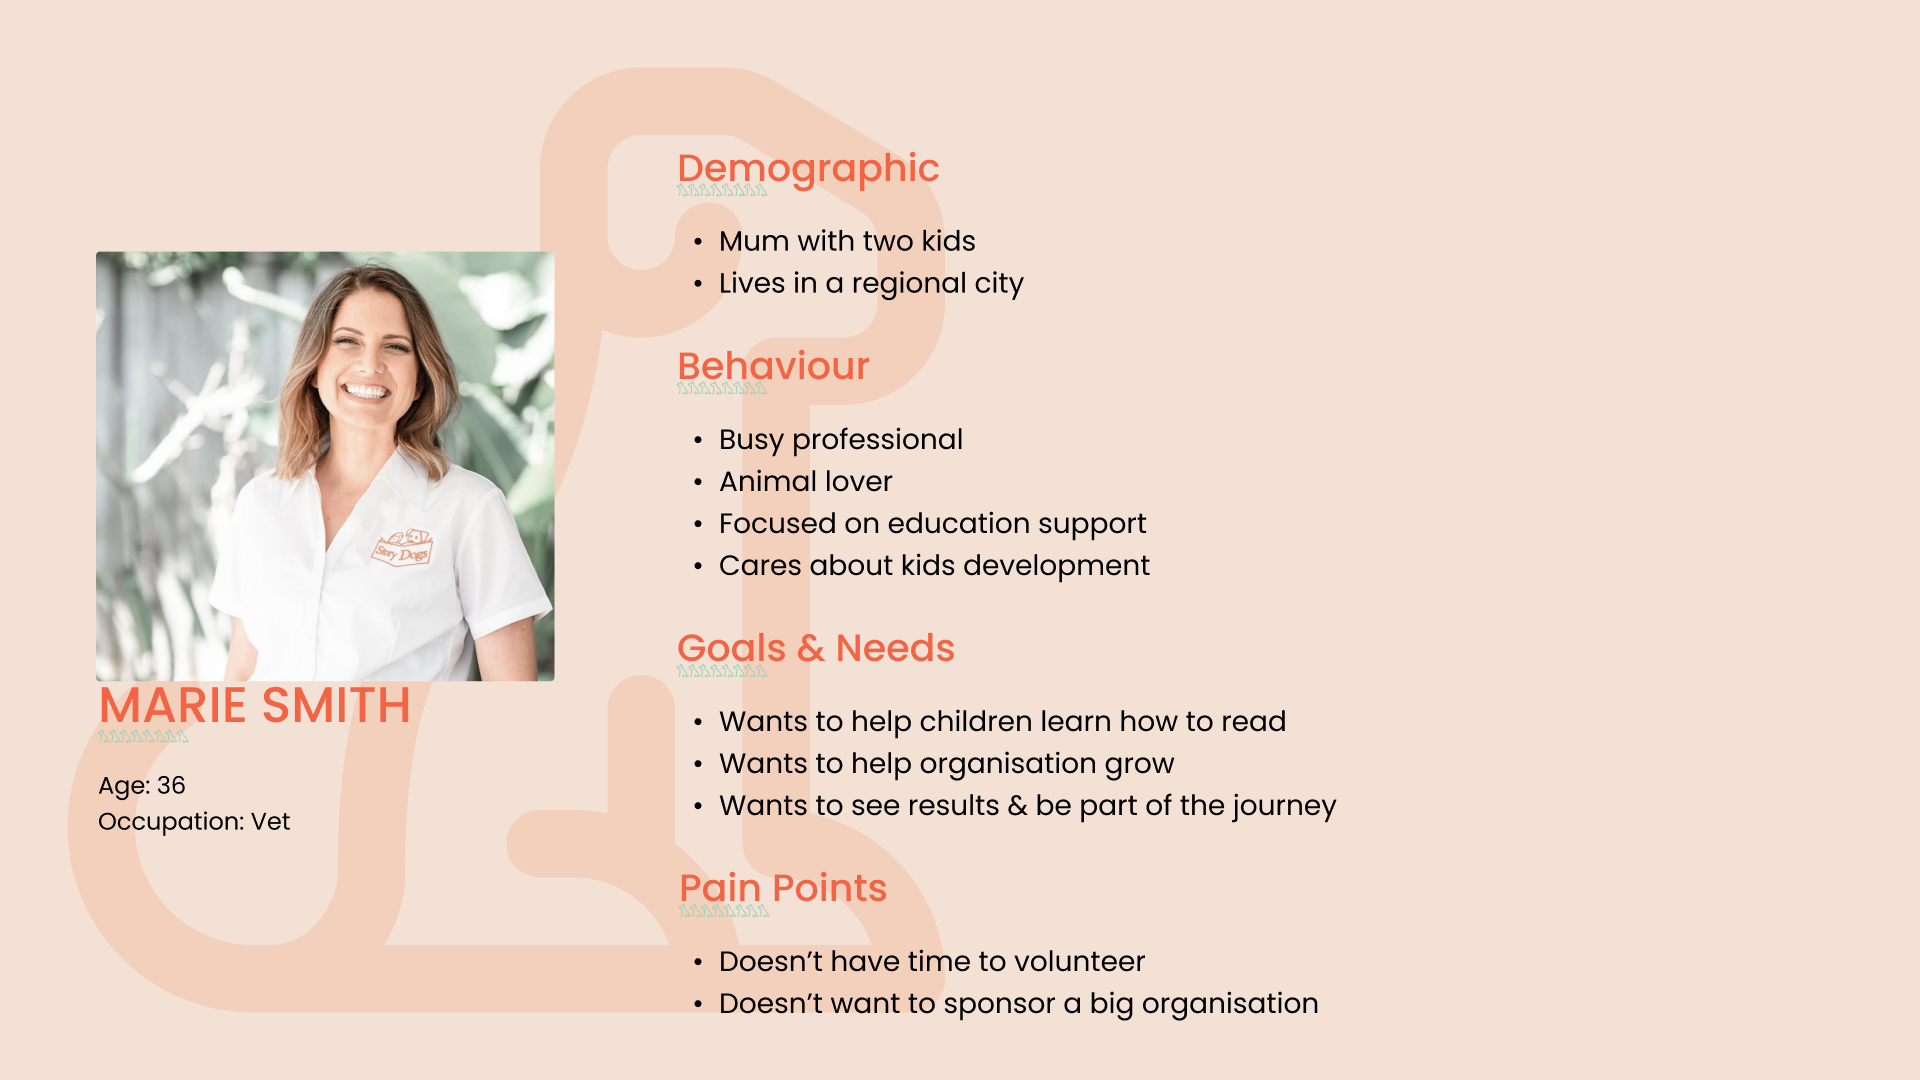 Demographic
• Mum with two kids
• Lives in a regional city
Behaviour
• Busy professional
• Animal lover
• Focused on education support
• Cares about kids development
Story Dogs
Goals & Needs
• Wants to help children learn how to read
• Wants to help organisation grow
• Wants to see results & be part of the journey
MARIE SMITH
Age: 36
Occupation: Vet
Pain Points
• Doesn’t have time to volunteer
• Doesn’t want to sponsor a big organisation